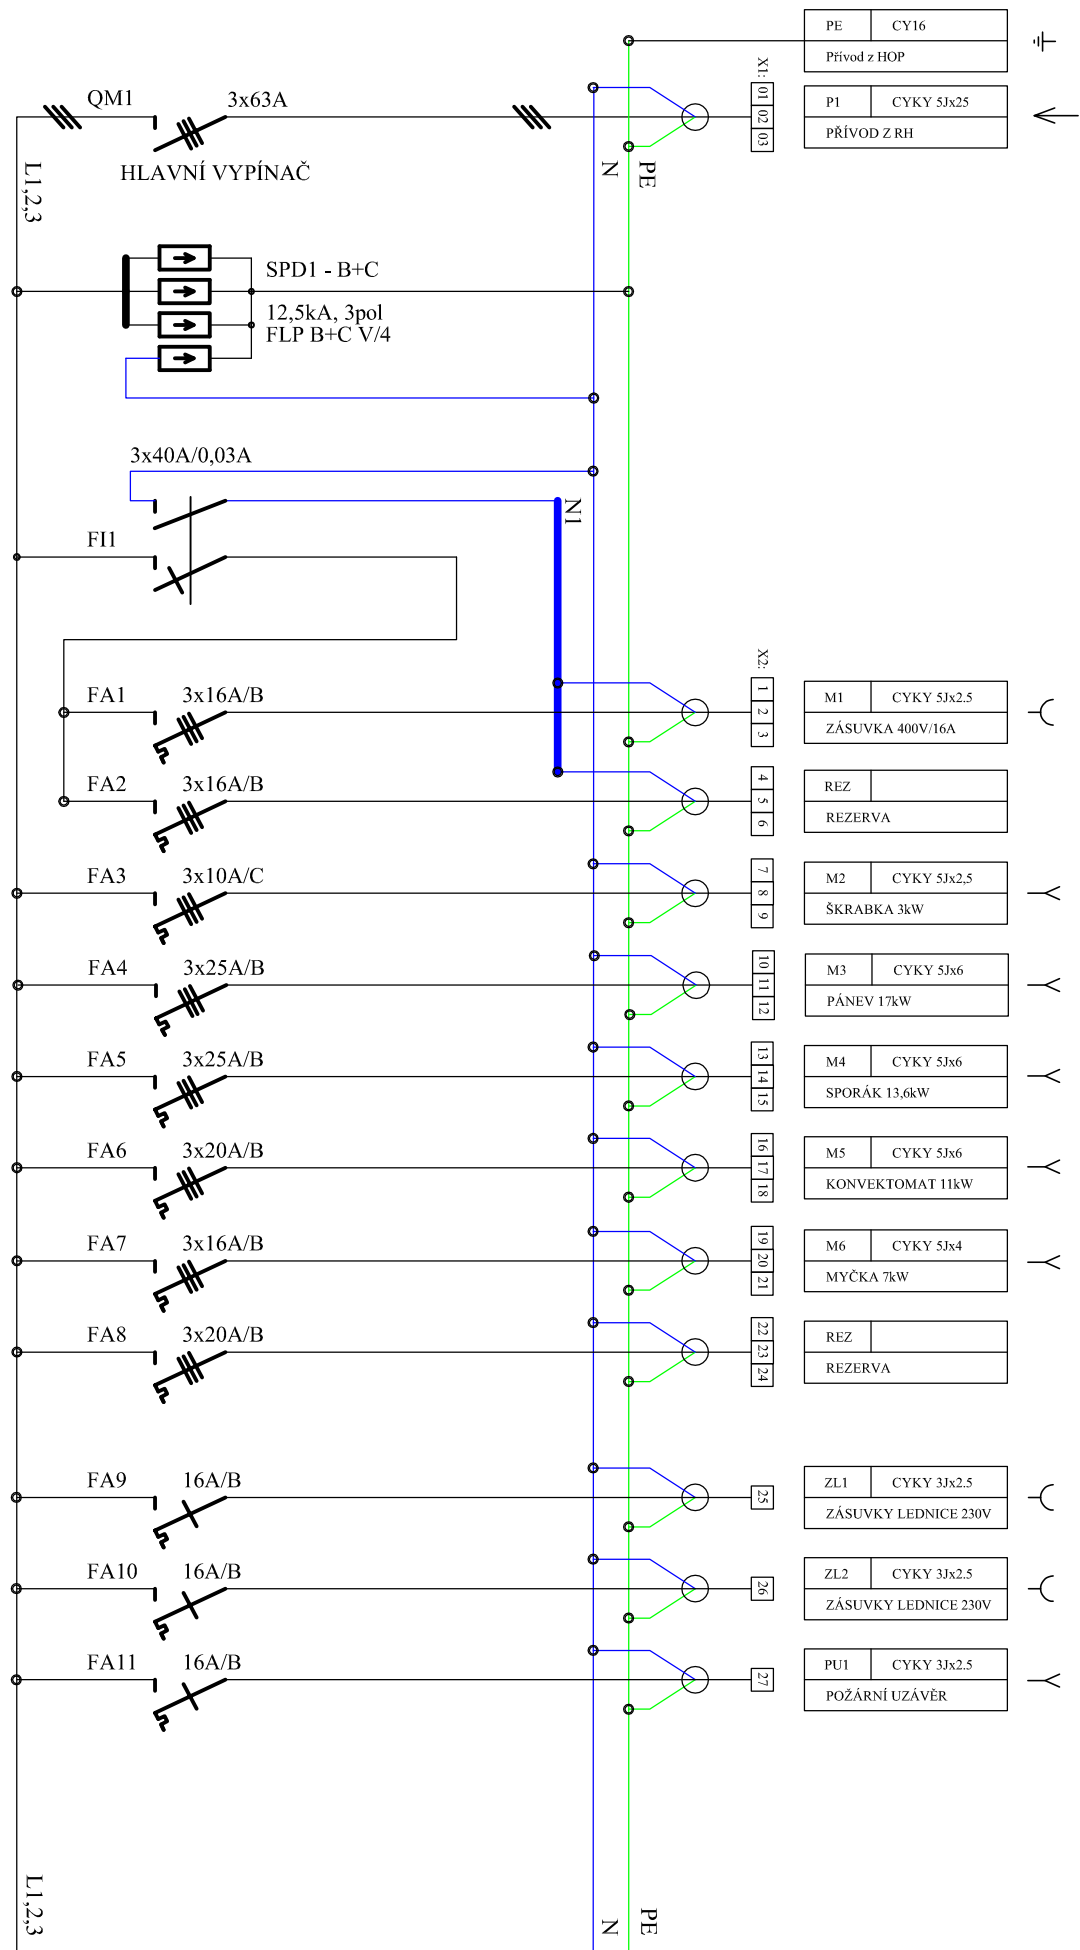 PE CY16
Přívod z HOP
QM1 3x63A X1: 01 02 03 P1 CYKY 5Jx25
PŘÍVOD Z RH
HLAVNÍ VYPÍNAČ
L1,2,3 N PE
SPD1 - B+C
12,5kA, 3pol
FLP B+C V/4
3x40A/0,03A
N1
FI1
FA1 3x16A/B X2: 1 2 3 M1 CYKY 5Jx2.5
ZÁSUVKA 400V/16A
FA2 3x16A/B 4 5 6 REZ
REZERVA
FA3 3x10A/C 7 8 9 M2 CYKY 5Jx2,5
ŠKRABKA 3kW
FA4 3x25A/B 10 11 12 M3 CYKY 5Jx6
PÁNEV 17kW
FA5 3x25A/B 13 14 15 M4 CYKY 5Jx6
SPORÁK 13,6kW
FA6 3x20A/B 16 17 18 M5 CYKY 5Jx6
KONVEKTOMAT 11kW
FA7 3x16A/B 19 20 21 M6 CYKY 5Jx4
MYČKA 7kW
FA8 3x20A/B 22 23 24 REZ
REZERVA
FA9 16A/B 25 ZL1 CYKY 3Jx2.5
ZÁSUVKY LEDNICE 230V
FA10 16A/B 26 ZL2 CYKY 3Jx2.5
ZÁSUVKY LEDNICE 230V
FA11 16A/B 27 PU1 CYKY 3Jx2.5
POŽÁRNÍ UZÁVĚR
L1,2,3 N PE